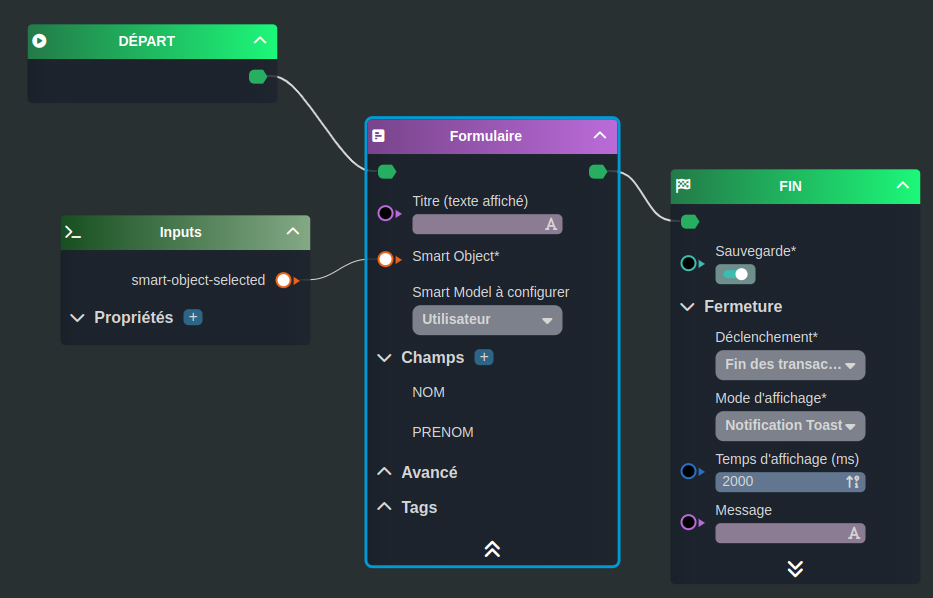 DÉPART
Formulaire
Titre (texte affiché)
A
Smart Object*
Smart Model à configurer
Utilisateur
Champs +
NOM
PRENOM
Avancé
Tags
Inputs
smart-object-selected
Propriétés +
FIN
Sauvegarde*
Fermeture
Déclenchement*
Fin des transac...
Mode d'affichage*
Notification Toast
Temps d'affichage (ms)
2000
Message
A